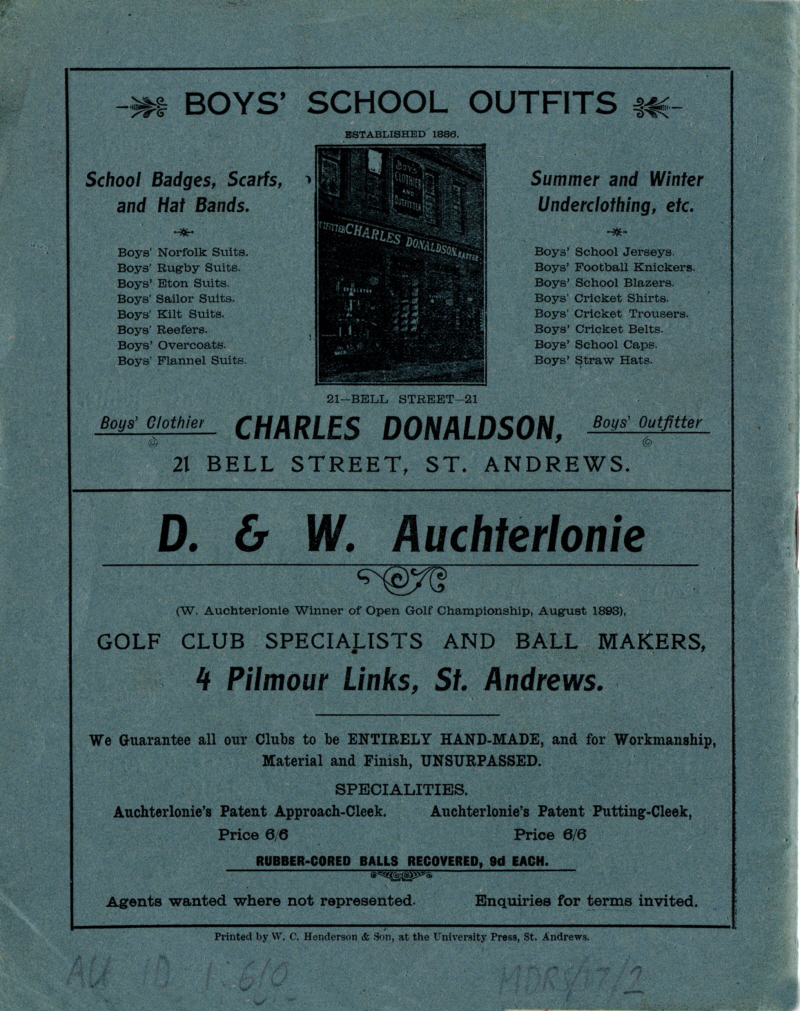 BOYS' SCHOOL OUTFITS
ESTABLISHED 1886.
School Badges, Scarfs,
and Hat Bands.
Boys' Norfolk Suits.
Boys' Rugby Suits.
Boys' Eton Suits.
Boys' Sailor Suits.
Boys' Kilt Suits.
Boys' Reefers.
Boys' Overcoats.
Boys' Flannel Suits.
BOYS
CLOTHIER
AND
OUTFITTER
CHARLES DONALDSON
Summer and Winter
Underclothing, etc.
Boys' School Jerseys.
Boys' Football Knickers.
Boys' School Blazers.
Boys' Cricket Shirts.
Boys' Cricket Trousers.
Boys' Cricket Belts.
Boys' School Caps.
Boys' Straw Hats.
21—BELL STREET—21
Boys' Clothier CHARLES DONALDSON, Boys' Outfitter
21 BELL STREET, ST. ANDREWS.
D. & W. Auchterlonie
(W. Auchterlonie Winner of Open Golf Championship, August 1893),
GOLF CLUB SPECIALISTS AND BALL MAKERS,
4 Pilmour Links, St. Andrews.
We Guarantee all our Clubs to be ENTIRELY HAND-MADE, and for Workmanship,
Material and Finish, UNSURPASSED.
SPECIALITIES.
Auchterlonie's Patent Approach-Cleek. Auchterlonie's Patent Putting-Cleek,
Price 6/6 Price 6/6
RUBBER-CORED BALLS RECOVERED, 9d EACH.
Agents wanted where not represented. Enquiries for terms invited.
Printed by W. C. Henderson & Son, at the University Press, St. Andrews.